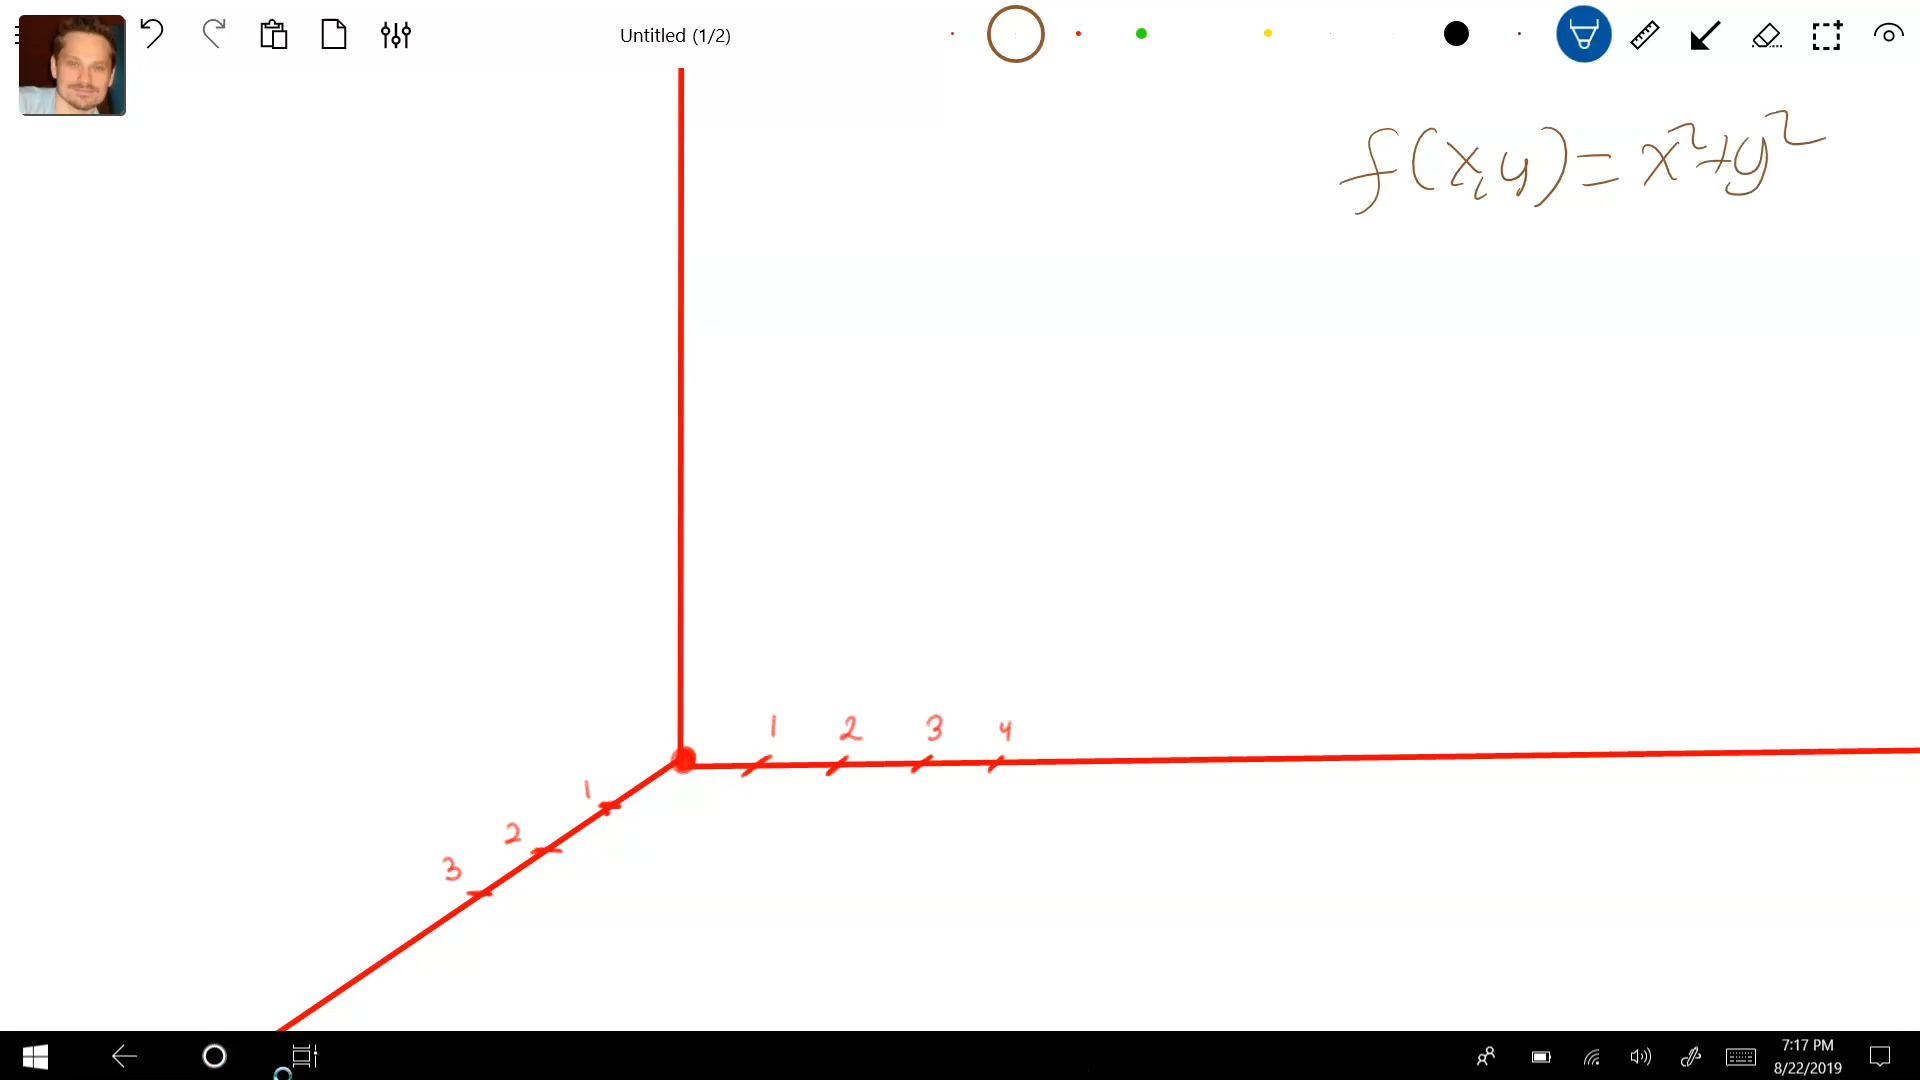 Untitled (1/2)
f(x,y)=x²+y²
1 2 3 4
1
2
3
7:17 PM
8/22/2019